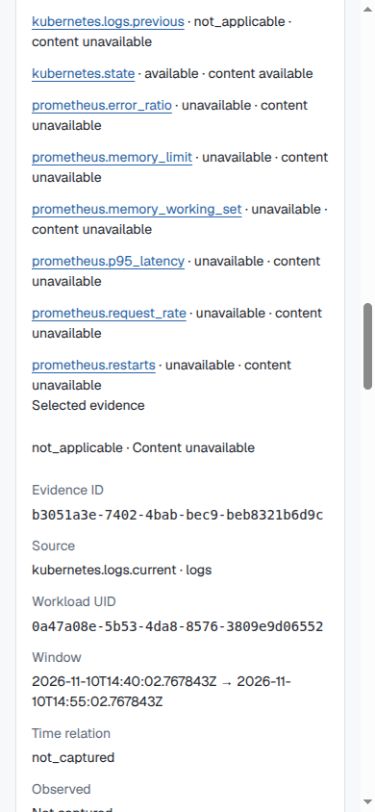 kubernetes.logs.previous · not_applicable ·
content unavailable
kubernetes.state · available · content available
prometheus.error_ratio · unavailable · content
unavailable
prometheus.memory_limit · unavailable · content
unavailable
prometheus.memory_working_set · unavailable ·
content unavailable
prometheus.p95_latency · unavailable · content
unavailable
prometheus.request_rate · unavailable · content
unavailable
prometheus.restarts · unavailable · content
unavailable
Selected evidence
not_applicable · Content unavailable
Evidence ID
b3051a3e-7402-4bab-bec9-beb8321b6d9c
Source
kubernetes.logs.current · logs
Workload UID
0a47a08e-5b53-4da8-8576-3809e9d06552
Window
2026-11-10T14:40:02.767843Z → 2026-11-
10T14:55:02.767843Z
Time relation
not_captured
Observed
Not captured